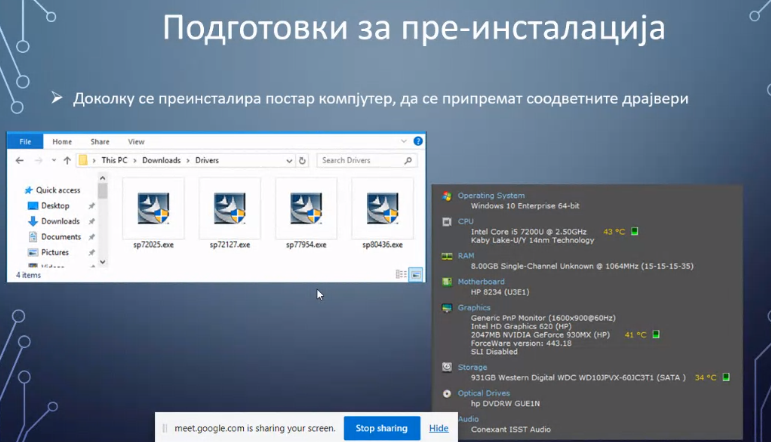 Подготовки за пре-инсталација
Доколку се преинсталира постар компјутер, да се припремат соодветните драјвери
File Home Share View
This PC > Downloads > Drivers
Search Drivers
Quick access
Desktop
Downloads
Documents
Pictures
sp72025.exe sp72127.exe sp77954.exe sp80436.exe
4 items
Operating System
Windows 10 Enterprise 64-bit
CPU
Intel Core i5 7200U @ 2.50GHz 43 °C
Kaby Lake-U/Y 14nm Technology
RAM
8.00GB Single-Channel Unknown @ 1064MHz (15-15-15-35)
Motherboard
HP 8234 (U3E1)
Graphics
Generic PnP Monitor (1600x900@60Hz)
Intel HD Graphics 620 (HP)
2047MB NVIDIA GeForce 930MX (HP) 41 °C
ForceWare version: 443.18
SLI Disabled
Storage
931GB Western Digital WDC WD10JPVX-60JC3T1 (SATA ) 34 °C
Optical Drives
hp DVDRW GUE1N
Audio
Conexant ISST Audio
meet.google.com is sharing your screen. Stop sharing Hide